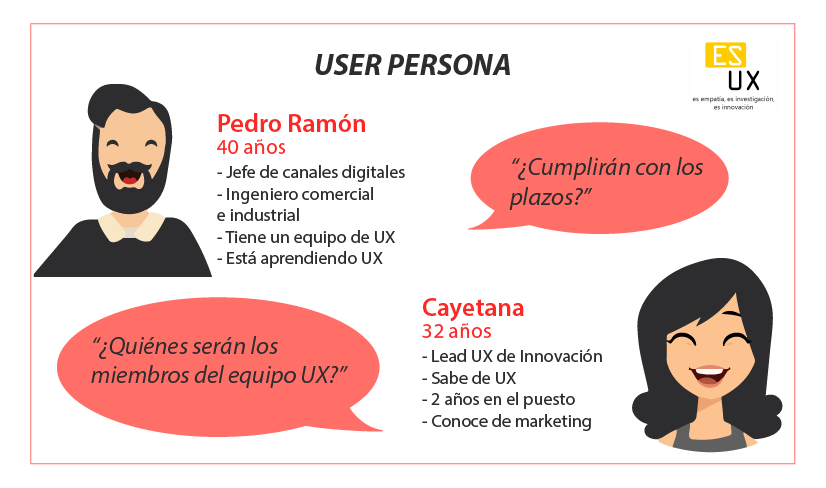 USER PERSONA
ES
UX
es empatía, es investigación,
es innovación
Pedro Ramón
40 años
- Jefe de canales digitales
- Ingeniero comercial
e industrial
- Tiene un equipo de UX
- Está aprendiendo UX
“¿Cumplirán con los
plazos?”
“¿Quiénes serán los
miembros del equipo UX?”
Cayetana
32 años
- Lead UX de Innovación
- Sabe de UX
- 2 años en el puesto
- Conoce de marketing